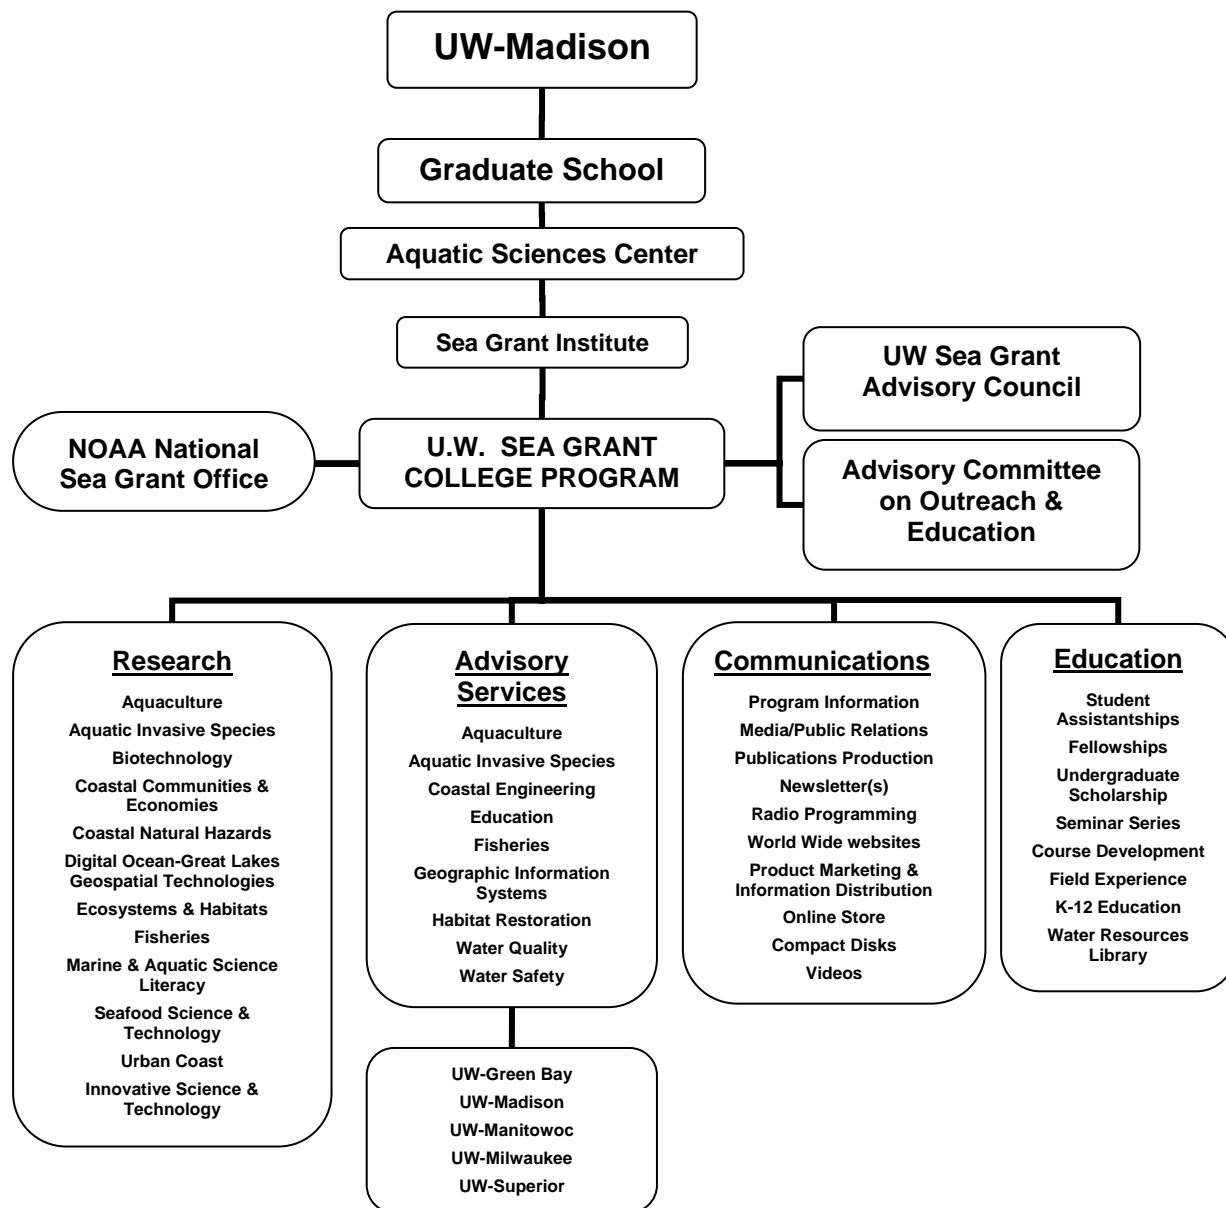 UW-Madison
Graduate School
Aquatic Sciences Center
Sea Grant Institute
UW Sea Grant
Advisory Council
NOAA National
Sea Grant Office
U.W.  SEA GRANT
COLLEGE PROGRAM
Advisory Committee
on Outreach &
Education
Research
Aquaculture
Aquatic Invasive Species
Biotechnology
Coastal Communities &
Economies
Coastal Natural Hazards
Digital Ocean-Great Lakes
Geospatial Technologies
Ecosystems & Habitats
Fisheries
Marine & Aquatic Science
Literacy
Seafood Science &
Technology
Urban Coast
Innovative Science &
Technology
Advisory
Services
Aquaculture
Aquatic Invasive Species
Coastal Engineering
Education
Fisheries
Geographic Information
Systems
Habitat Restoration
Water Quality
Water Safety
UW-Green Bay
UW-Madison
UW-Manitowoc
UW-Milwaukee
UW-Superior
Communications
Program Information
Media/Public Relations
Publications Production
Newsletter(s)
Radio Programming
World Wide websites
Product Marketing &
Information Distribution
Online Store
Compact Disks
Videos
Education
Student
Assistantships
Fellowships
Undergraduate
Scholarship
Seminar Series
Course Development
Field Experience
K-12 Education
Water Resources
Library